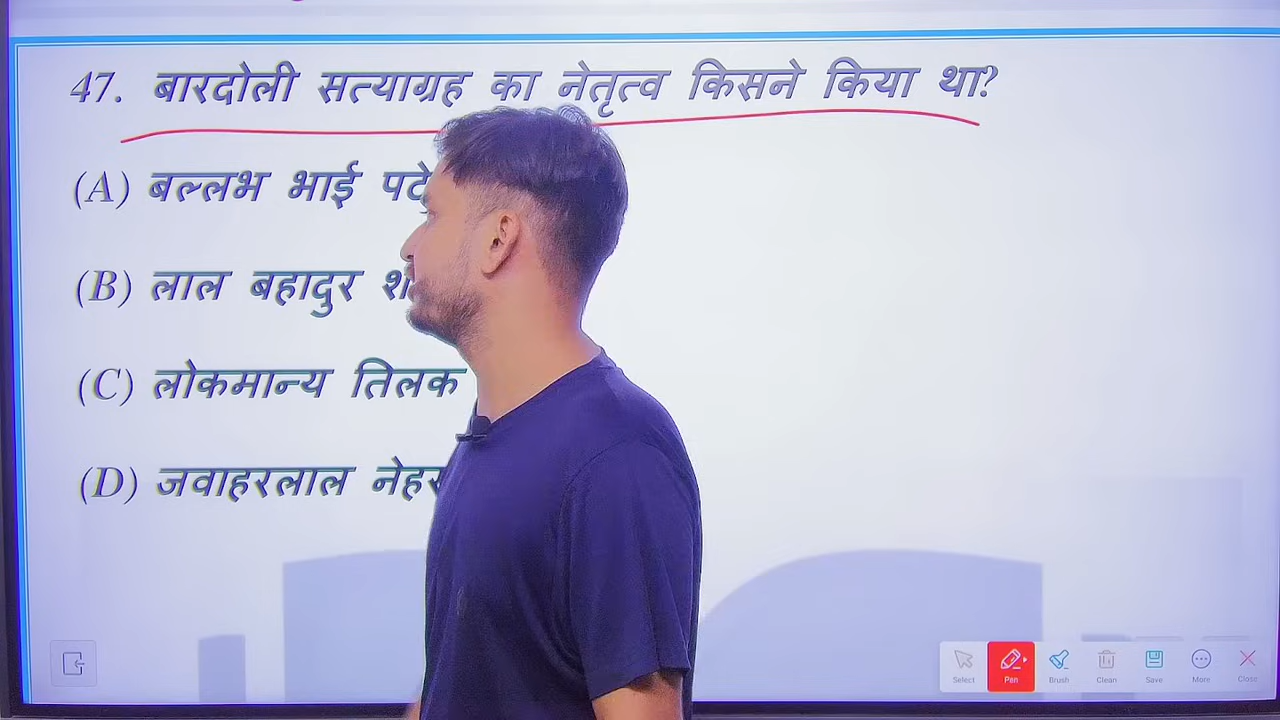 47. बारदोली सत्याग्रह का नेतृत्व किसने किया था?
(A) बल्लभ भाई
(B) लाल बहादुर
(C) लोकमान्य तिलक
(D) जवाहरलाल
Select
Pen
Brush
Clean
Save
More
Close